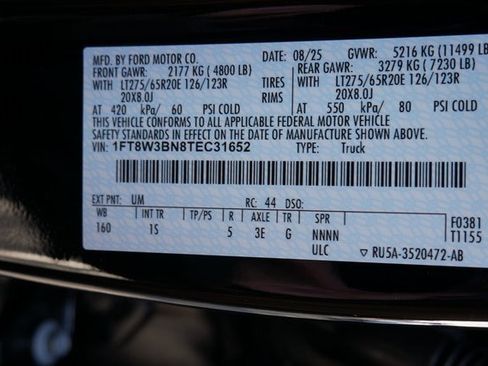 MFD. BY FORD MOTOR CO. 08/25 GVWR: 5216 KG (11499 LB
FRONT GAWR: 2177 KG (4800 LB) REAR GAWR: 3279 KG (7230 LB)
WITH LT275/65R20E 126/123R TIRES WITH LT275/65R20E 126/123R
20X8.0J RIMS 20X8.0J
AT 420 kPa/ 60 PSI COLD AT 550 kPa/ 80 PSI COLD
THIS VEHICLE CONFORMS TO ALL APPLICABLE FEDERAL MOTOR VEHICLE
SAFETY STANDARDS IN EFFECT ON THE DATE OF MANUFACTURE SHOWN ABOVE.
VIN: 1FT8W3BN8TEC31652 TYPE: Truck
EXT PNT: UM RC: 44 DSO:
WB INT TR TP/PS R AXLE TR SPR F0381
160 1S 5 3E G NNNN T1155
ULC RU5A-3520472-AB